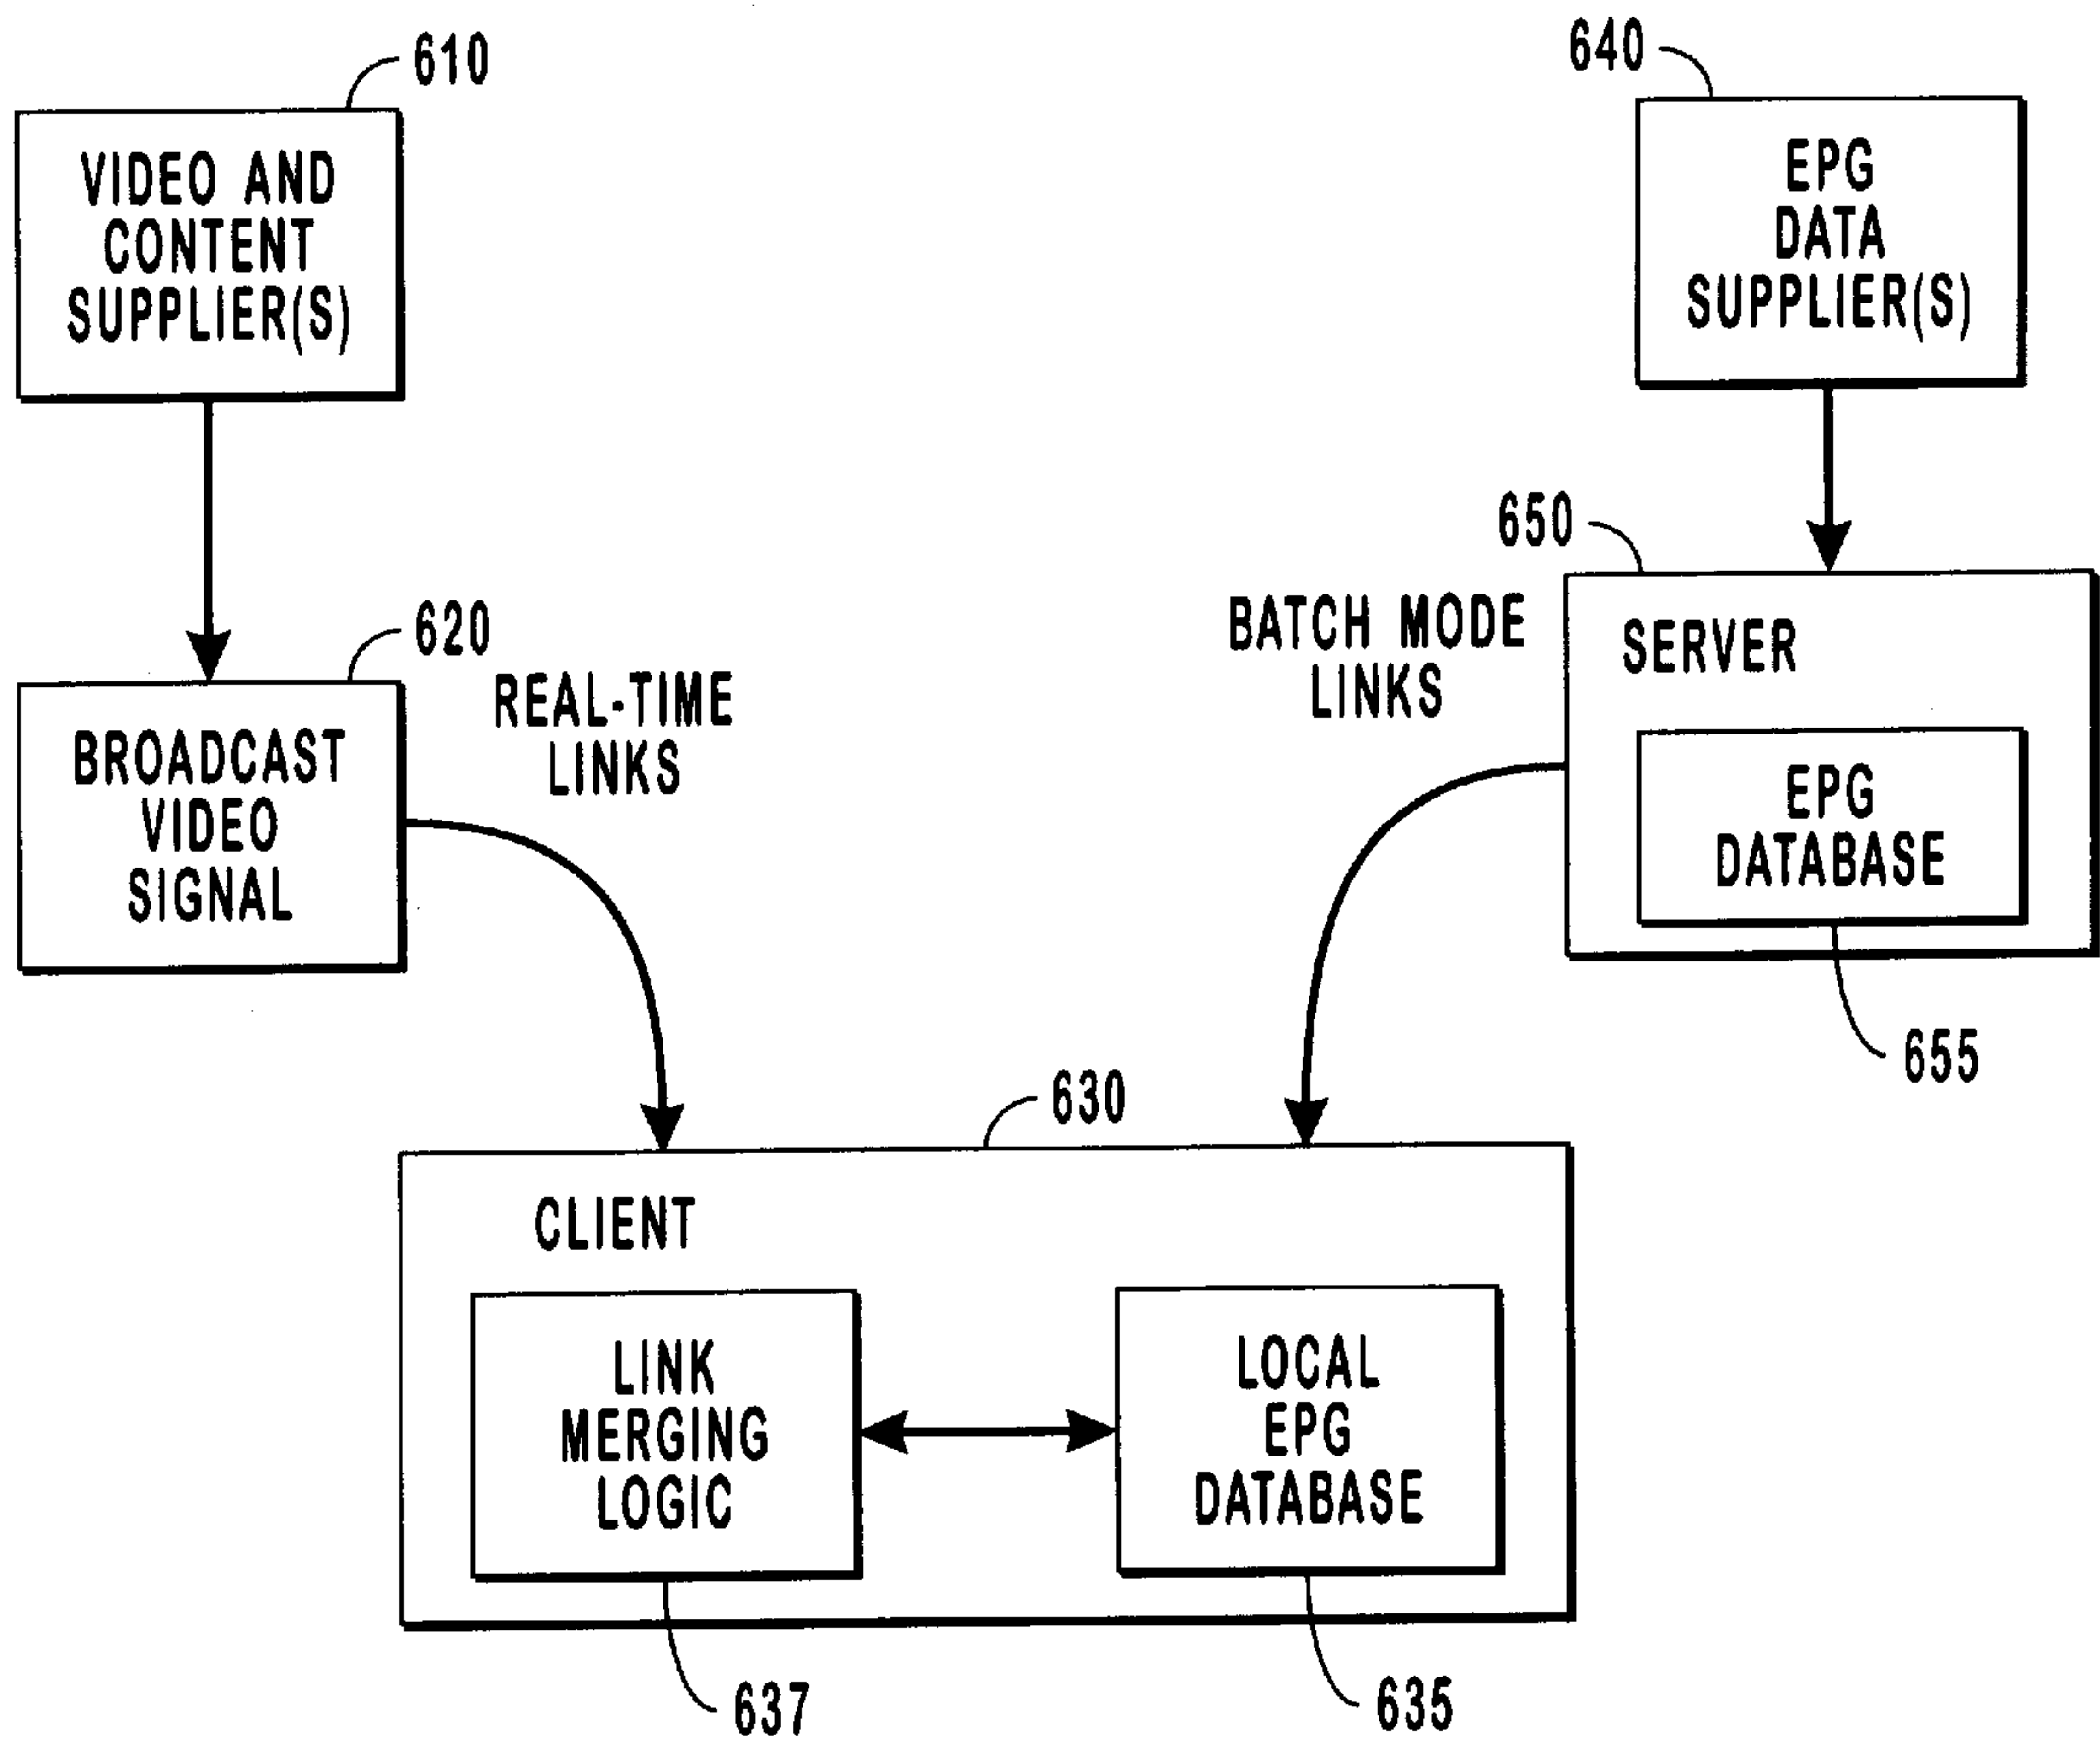 610
VIDEO AND
CONTENT
SUPPLIER(S)
640
EPG
DATA
SUPPLIER(S)
620
BROADCAST
VIDEO
SIGNAL
REAL-TIME
LINKS
BATCH MODE
LINKS
650
SERVER
EPG
DATABASE
655
630
CLIENT
LINK
MERGING
LOGIC
LOCAL
EPG
DATABASE
637
635